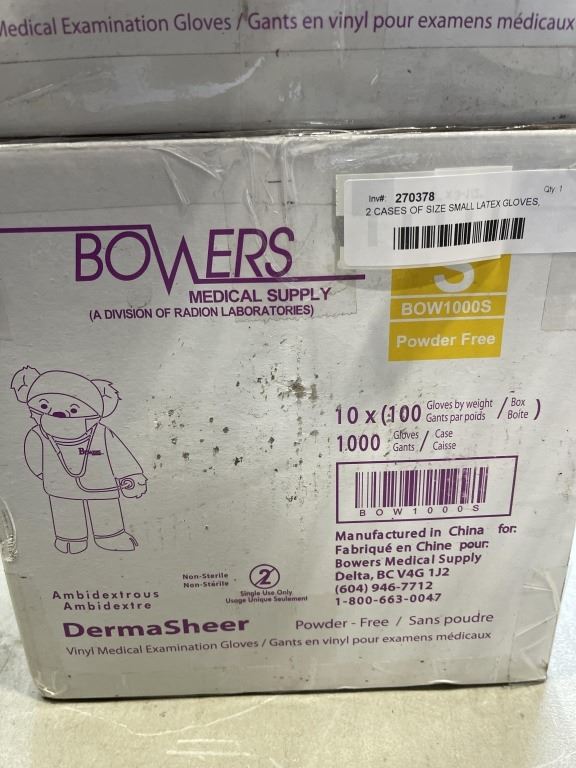 Medical Examination Gloves / Gants en vinyl pour examens médicaux
Inv#: 270378 Qty: 1
2 CASES OF SIZE SMALL LATEX GLOVES,
BOWERS
MEDICAL SUPPLY
(A DIVISION OF RADION LABORATORIES)
S
BOW1000S
Powder Free
10 x (100 Gloves by weight / Box )
Gants par poids Boîte
1000 Gloves / Case
Gants Caisse
Bowers
BOW1000S
Manufactured in China for:
Fabriqué en Chine pour:
Bowers Medical Supply
Delta, BC V4G 1J2
(604) 946-7712
1-800-663-0047
Non-Sterile
Non-Stérile
2
Single Use Only
Usage Unique Seulement
Ambidextrous
Ambidextre
DermaSheer Powder - Free / Sans poudre
Vinyl Medical Examination Gloves / Gants en vinyl pour examens médicaux